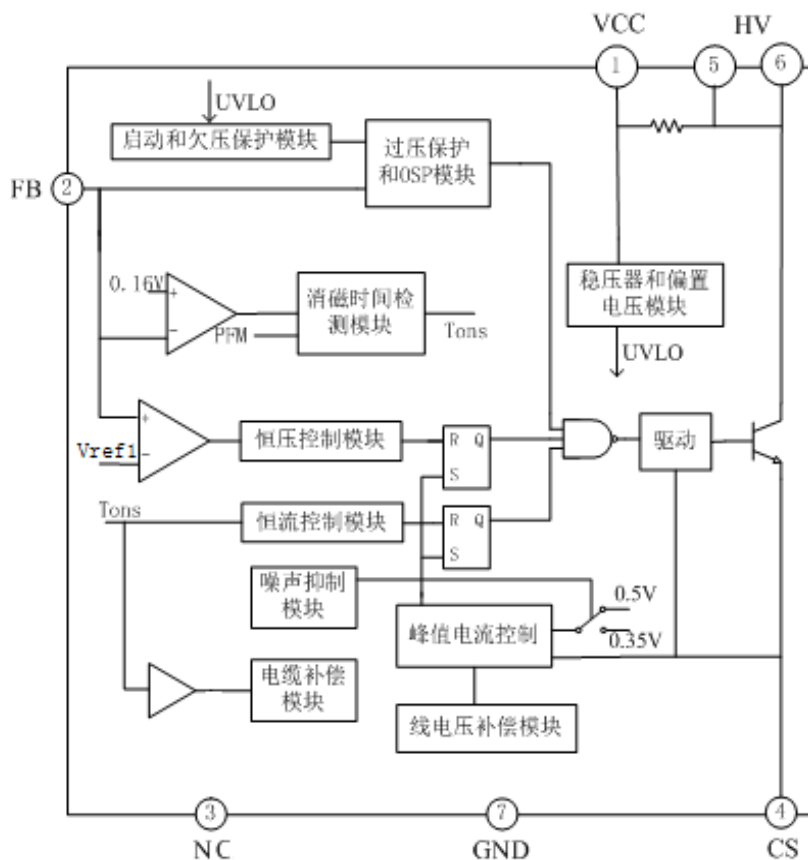 VCC
HV
1
5
6
UVLO
启动和欠压保护模块
过压保护
和OSP模块
FB
2
0.16V
+
-
消磁时间检
测模块
PFM
Tons
稳压器和偏置
电压模块
UVLO
+
-
Vref1
恒压控制模块
R Q
S
驱动
Tons
恒流控制模块
R Q
S
噪声抑制
模块
0.5V
0.35V
峰值电流控制
电缆补偿
模块
线电压补偿模块
3
7
4
NC
GND
CS